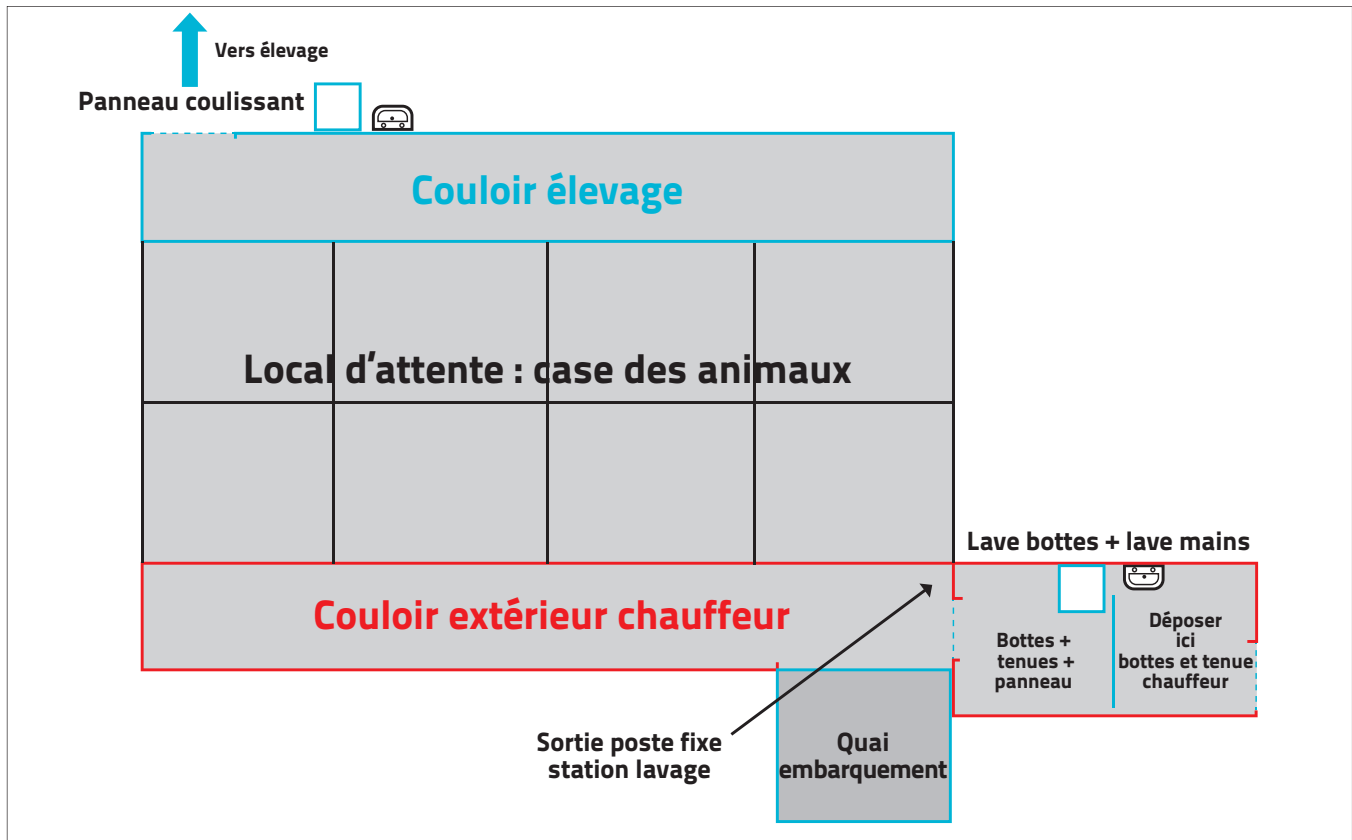 Vers élevage
Panneau coulissant
Couloir élevage
Local d'attente : case des animaux
Lave bottes + lave mains
Couloir extérieur chauffeur
Bottes +
tenues +
panneau
Déposer
ici
bottes et tenue
chauffeur
Sortie poste fixe
station lavage
Quai
embarquement